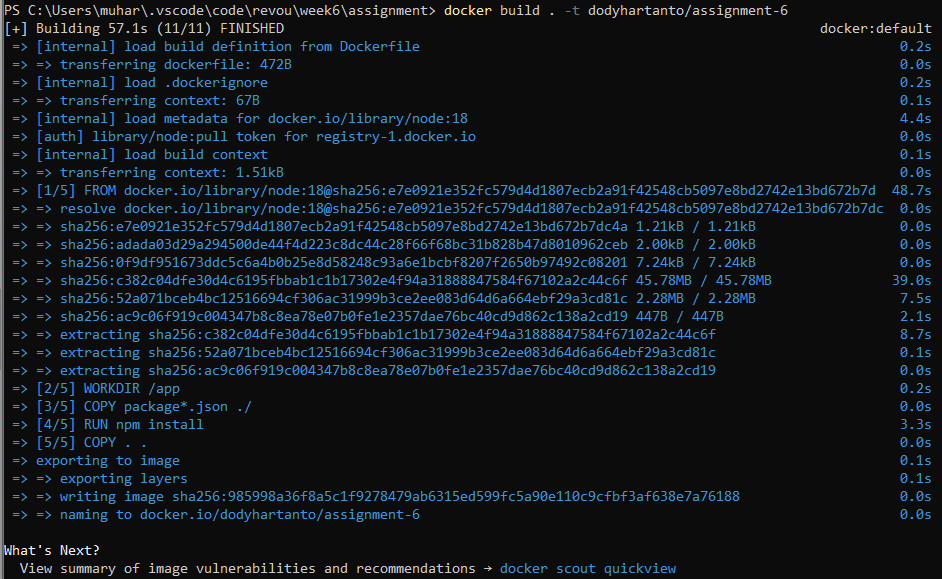 PS C:\Users\muhar\.vscode\code\revou\week6\assignment> docker build . -t dodyhartanto/assignment-6
[+] Building 57.1s (11/11) FINISHED docker:default
=> [internal] load build definition from Dockerfile 0.2s
=> => transferring dockerfile: 472B 0.0s
=> [internal] load .dockerignore 0.2s
=> => transferring context: 67B 0.1s
=> [internal] load metadata for docker.io/library/node:18 4.4s
=> [auth] library/node:pull token for registry-1.docker.io 0.0s
=> [internal] load build context 0.1s
=> => transferring context: 1.51kB 0.0s
=> [1/5] FROM docker.io/library/node:18@sha256:e7e0921e352fc579d4d1807ecb2a91f42548cb5097e8bd2742e13bd672b7d 48.7s
=> => resolve docker.io/library/node:18@sha256:e7e0921e352fc579d4d1807ecb2a91f42548cb5097e8bd2742e13bd672b7dc 0.0s
=> => sha256:e7e0921e352fc579d4d1807ecb2a91f42548cb5097e8bd2742e13bd672b7dc4a 1.21kB / 1.21kB 0.0s
=> => sha256:adada03d29a294500de44f4d223c8dc44c28f66f68bc31b828b47d8010962ceb 2.00kB / 2.00kB 0.0s
=> => sha256:0f9df951673ddc5c6a4b0b25e8d58248c93a6e1bcbf8207f2650b97492c08201 7.24kB / 7.24kB 0.0s
=> => sha256:c382c04dfe30d4c6195fbbab1c1b17302e4f94a31888847584f67102a2c44c6f 45.78MB / 45.78MB 39.0s
=> => sha256:52a071bceb4bc12516694cf306ac31999b3ce2ee083d64d6a664ebf29a3cd81c 2.28MB / 2.28MB 7.5s
=> => sha256:ac9c06f919c004347b8c8ea78e07b0fe1e2357dae76bc40cd9d862c138a2cd19 447B / 447B 2.1s
=> => extracting sha256:c382c04dfe30d4c6195fbbab1c1b17302e4f94a31888847584f67102a2c44c6f 8.7s
=> => extracting sha256:52a071bceb4bc12516694cf306ac31999b3ce2ee083d64d6a664ebf29a3cd81c 0.1s
=> => extracting sha256:ac9c06f919c004347b8c8ea78e07b0fe1e2357dae76bc40cd9d862c138a2cd19 0.0s
=> [2/5] WORKDIR /app 0.2s
=> [3/5] COPY package*.json ./ 0.0s
=> [4/5] RUN npm install 3.3s
=> [5/5] COPY . . 0.0s
=> exporting to image 0.1s
=> => exporting layers 0.1s
=> => writing image sha256:985998a36f8a5c1f9278479ab6315ed599fc5a90e110c9cfbf3af638e7a76188 0.0s
=> => naming to docker.io/dodyhartanto/assignment-6 0.0s
What's Next?
View summary of image vulnerabilities and recommendations → docker scout quickview